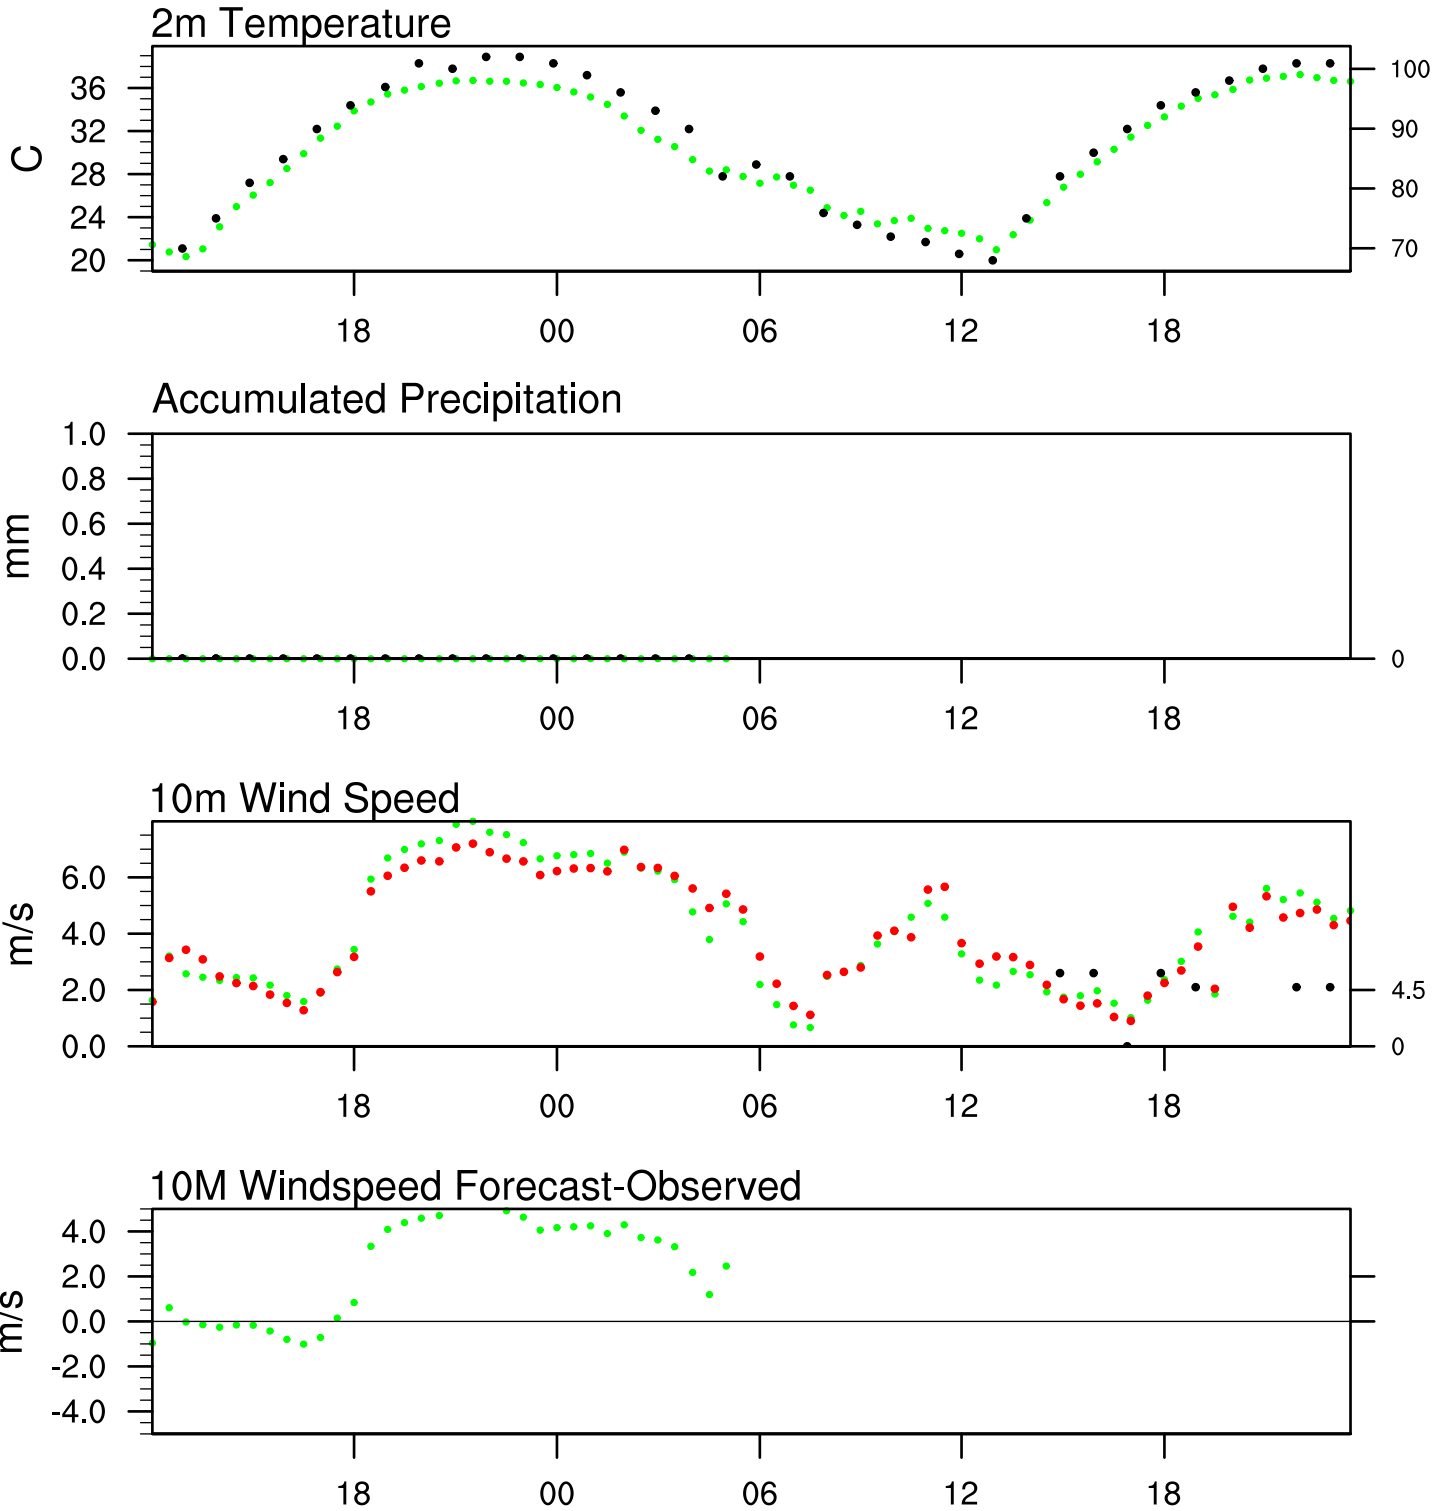 2m Temperature
C
36
32
28
24
20
100
90
80
70
18 00 06 12 18
Accumulated Precipitation
mm
1.0
0.8
0.6
0.4
0.2
0.0
0
18 00 06 12 18
10m Wind Speed
m/s
6.0
4.0
2.0
0.0
4.5
0
18 00 06 12 18
10M Windspeed Forecast-Observed
m/s
4.0
2.0
0.0
-2.0
-4.0
18 00 06 12 18